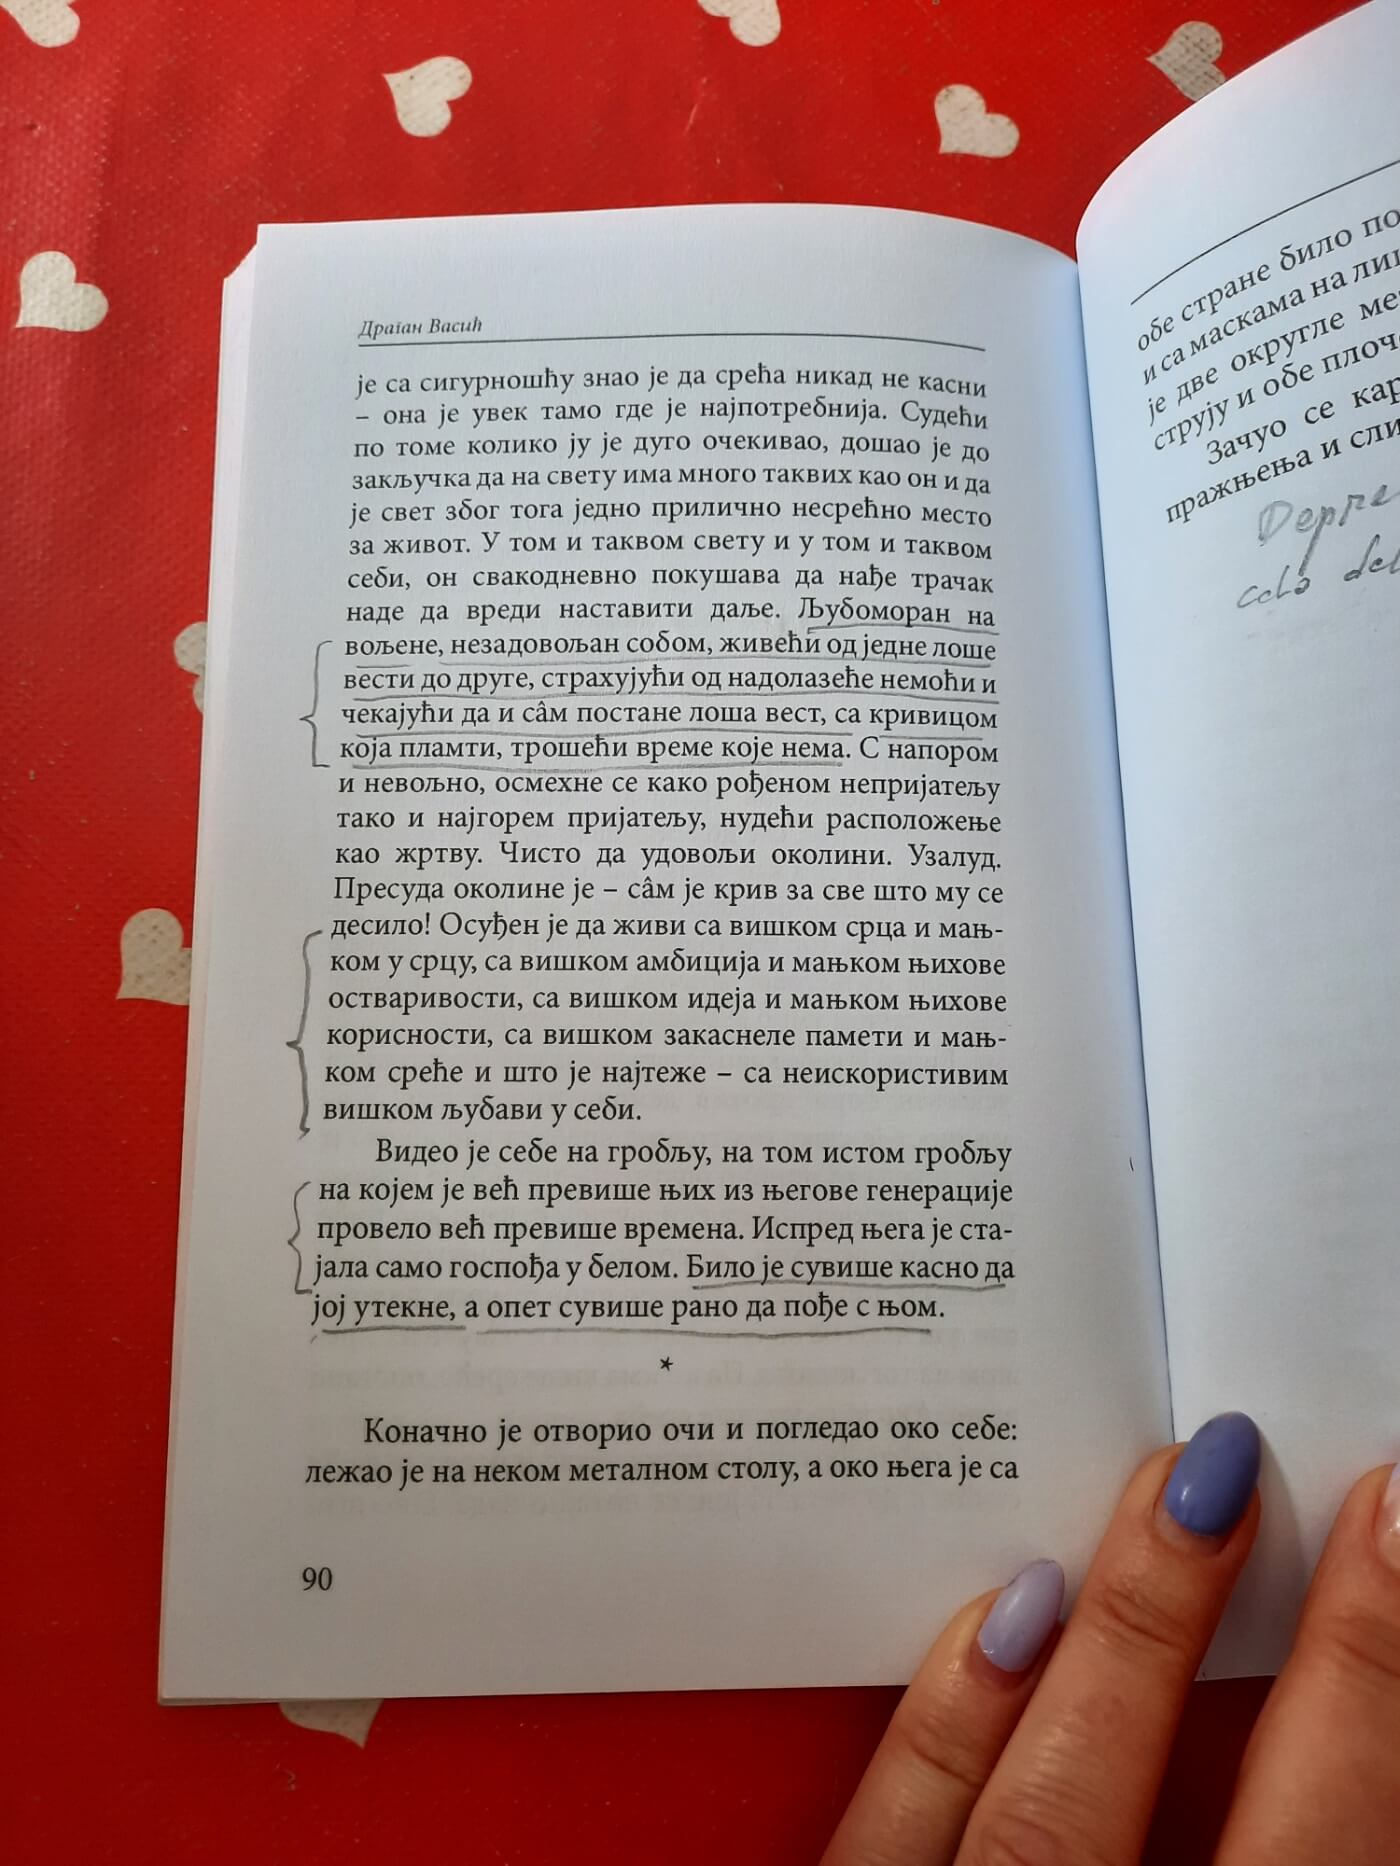 Драган Васић
је са сигурношћу знао је да срећа никад не касни
– она је увек тамо где је најпотребнија. Судећи
по томе колико ју је дуго очекивао, дошао је до
закључка да на свету има много таквих као он и да
је свет због тога једно прилично несрећно место
за живот. У том и таквом свету и у том и таквом
себи, он свакодневно покушава да нађе трачак
наде да вреди наставити даље. Љубоморан на
вољене, незадовољан собом, живећи од једне лоше
вести до друге, страхујући од надолазеће немоћи и
чекајући да и сâм постане лоша вест, са кривицом
која пламти, трошећи време које нема. С напором
и невољно, осмехне се како рођеном непријатељу
тако и најгорем пријатељу, нудећи расположење
као жртву. Чисто да удовољи околини. Узалуд.
Пресуда околине је – сâм је крив за све што му се
десило! Осуђен је да живи са вишком срца и мањ-
ком у срцу, са вишком амбиција и мањком њихове
остваривости, са вишком идеја и мањком њихове
корисности, са вишком закаснеле памети и мањ-
ком среће и што је најтеже – са неискористивим
вишком љубави у себи.
Видео је себе на гробљу, на том истом гробљу
на којем је већ превише њих из његове генерације
провело већ превише времена. Испред њега је ста-
јала само госпођа у белом. Било је сувише касно да
јој утекне, а опет сувише рано да пође с њом.
*
Коначно је отворио очи и погледао око себе:
лежао је на неком металном столу, а око њега је са
90
обе стране било
и са маскама на
је две округле
струју и обе
Зачуо се
пражњења и